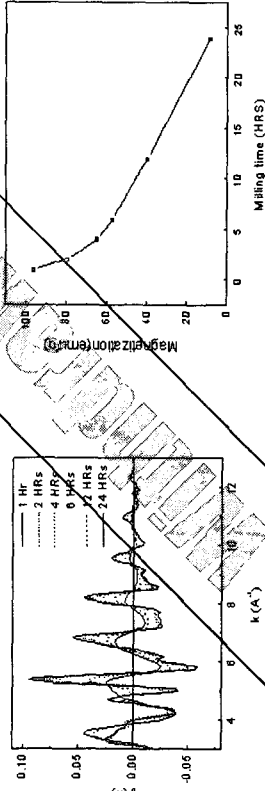 100
80
60
40
20
0
Magnetization(emu/g)
0
5
10
15
20
25
Milling time (HRS)
0.10
0.05
0.00
-0.05
1 Hr
2 HRs
4 HRs
6 HRs
12 HRs
24 HRs
4
6
8
10
12
k (A⁻¹)